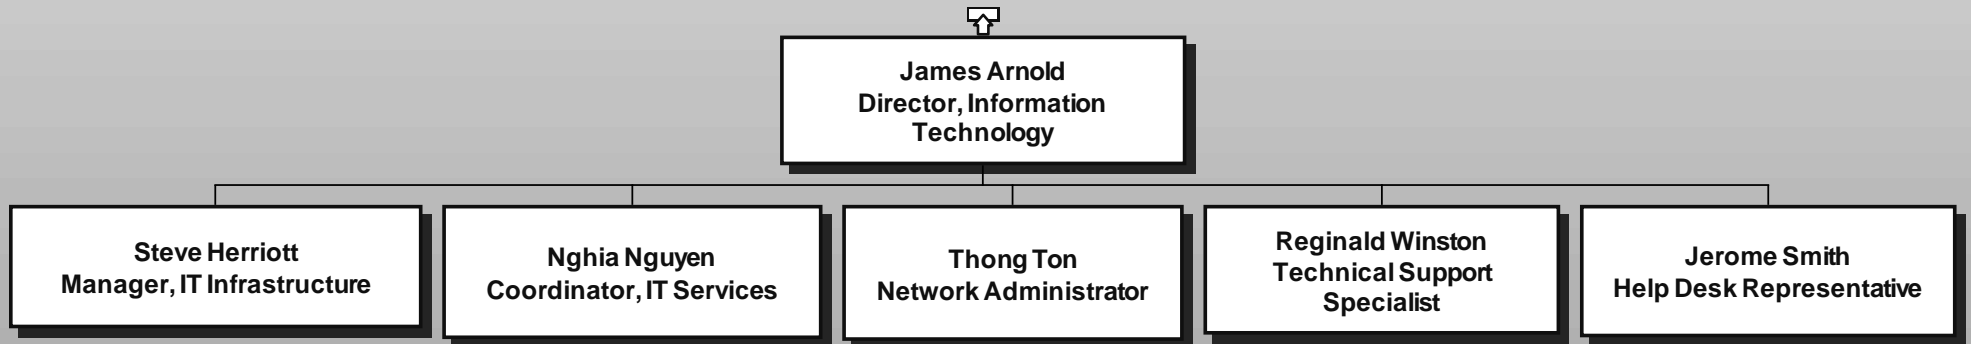 James Arnold
Director, Information
Technology
Steve Herriott
Manager, IT Infrastructure
Nghia Nguyen
Coordinator, IT Services
Thong Ton
Network Administrator
Reginald Winston
Technical Support
Specialist
Jerome Smith
Help Desk Representative